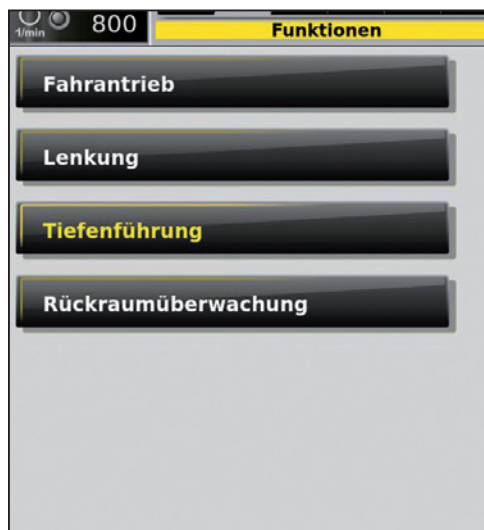 1/min 800
Funktionen
Fahrantrieb
Lenkung
Tiefenführung
Rückraumüberwachung